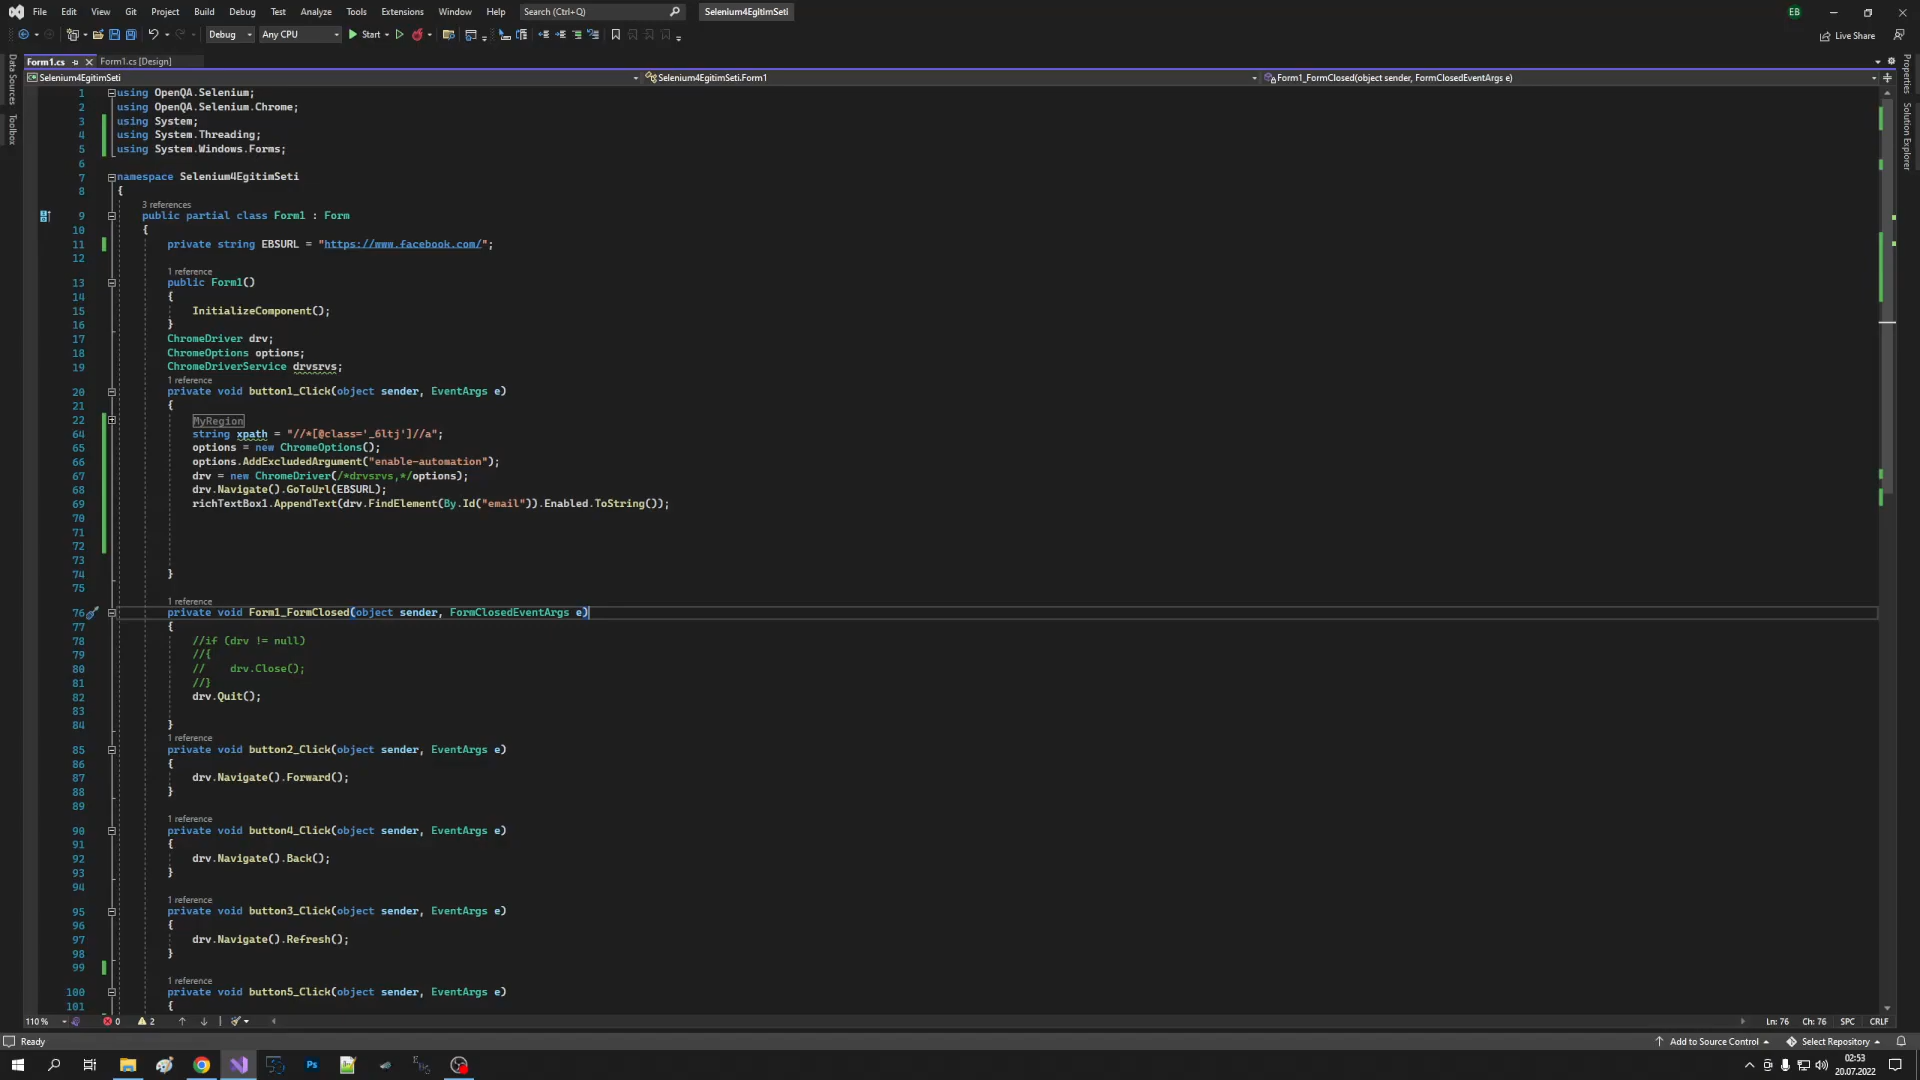 File Edit View Project Build Debug Test Analyze Tools Extensions Window Help Search (Ctrl+Q) Selenium4EgitimSeti EB
Debug Any CPU Start Live Share
Form1.cs Form1.cs [Design]
Selenium4EgitimSeti Selenium4EgitimSeti.Form1 Form1_FormClosed(object sender, FormClosedEventArgs e)
Data Sources
Toolbox
Properties
Solution Explorer
1 using OpenQA.Selenium;
2 using OpenQA.Selenium.Chrome;
3 using System;
4 using System.Threading;
5 using System.Windows.Forms;
6
7 namespace Selenium4EgitimSeti
8 {
3 references
9 public partial class Form1 : Form
10 {
11 private string EBSURL = "https://www.facebook.com/";
12
1 reference
13 public Form1()
14 {
15 InitializeComponent();
16 }
17 ChromeDriver drv;
18 ChromeOptions options;
19 ChromeDriverService drvsrvs;
1 reference
20 private void button1_Click(object sender, EventArgs e)
21 {
22 MyRegion
64 string xpath = "//*[@class='_6ltj']//a";
65 options = new ChromeOptions();
66 options.AddExcludedArgument("enable-automation");
67 drv = new ChromeDriver(/*drvsrvs,*/options);
68 drv.Navigate().GoToUrl(EBSURL);
69 richTextBox1.AppendText(drv.FindElement(By.Id("email")).Enabled.ToString());
70
71
72
73
74 }
75
1 reference
76 private void Form1_FormClosed(object sender, FormClosedEventArgs e)
77 {
78 //if (drv != null)
79 //{
80 // drv.Close();
81 //}
82 drv.Quit();
83
84 }
1 reference
85 private void button2_Click(object sender, EventArgs e)
86 {
87 drv.Navigate().Forward();
88 }
89
1 reference
90 private void button4_Click(object sender, EventArgs e)
91 {
92 drv.Navigate().Back();
93 }
94
1 reference
95 private void button3_Click(object sender, EventArgs e)
96 {
97 drv.Navigate().Refresh();
98 }
99
1 reference
100 private void button5_Click(object sender, EventArgs e)
101 {
110 % 0 2 Ln: 76 Ch: 76 SPC CRLF
Ready Add to Source Control Select Repository
Ps 02:53
20.07.2022